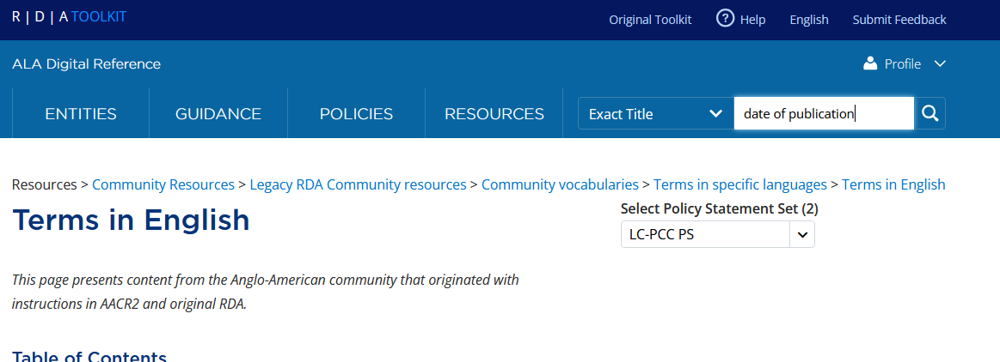 R | D | A TOOLKIT
Original Toolkit Help English Submit Feedback
ALA Digital Reference
Profile
ENTITIES GUIDANCE POLICIES RESOURCES Exact Title date of publication
Resources > Community Resources > Legacy RDA Community resources > Community vocabularies > Terms in specific languages > Terms in English
Terms in English
Select Policy Statement Set (2)
LC-PCC PS
This page presents content from the Anglo-American community that originated with
instructions in AACR2 and original RDA.
Table of Contents